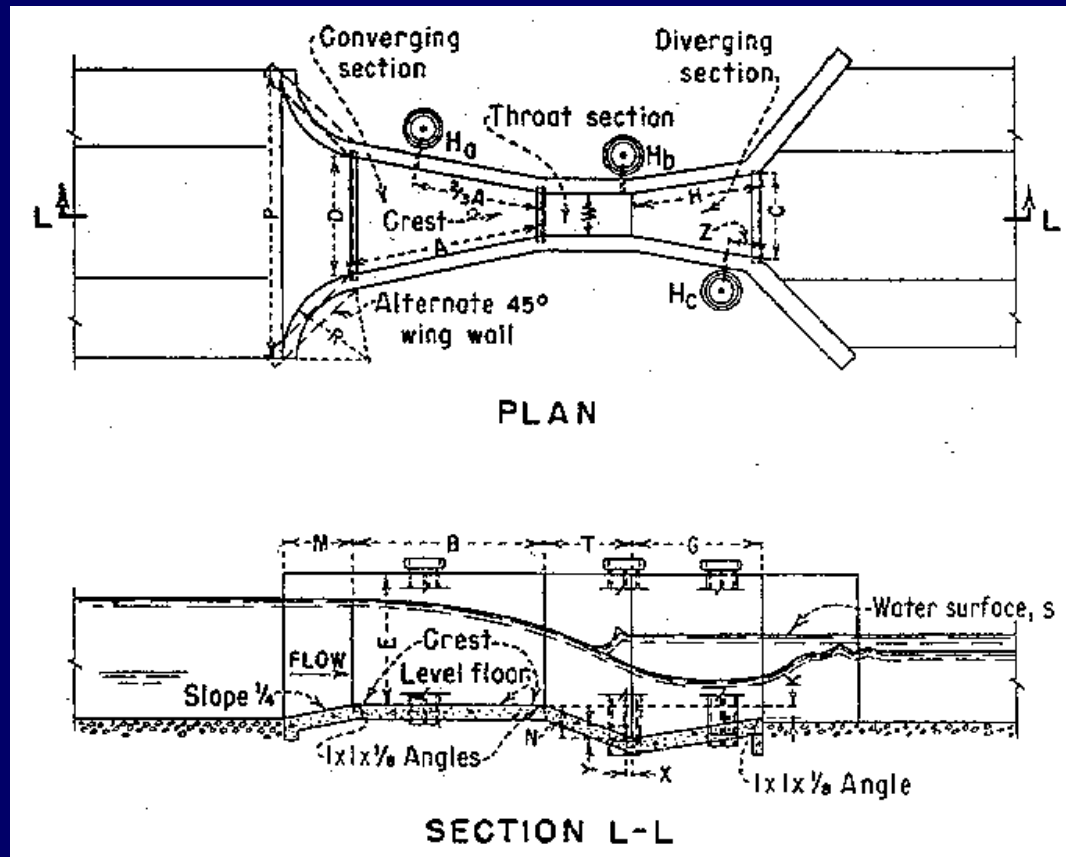 Converging
section
Diverging
section
Throat section
Ha
Hb
⅔A
H
P
D
Crest
T
W
C
L
L
A
Z
Hc
Alternate 45°
wing wall
R
PLAN
M
B
T
G
Water surface, S
E
Crest
FLOW
Level floor
K
Slope ¼
N
1x1x⅛ Angles
Y
X
1x1x⅛ Angle
SECTION L-L